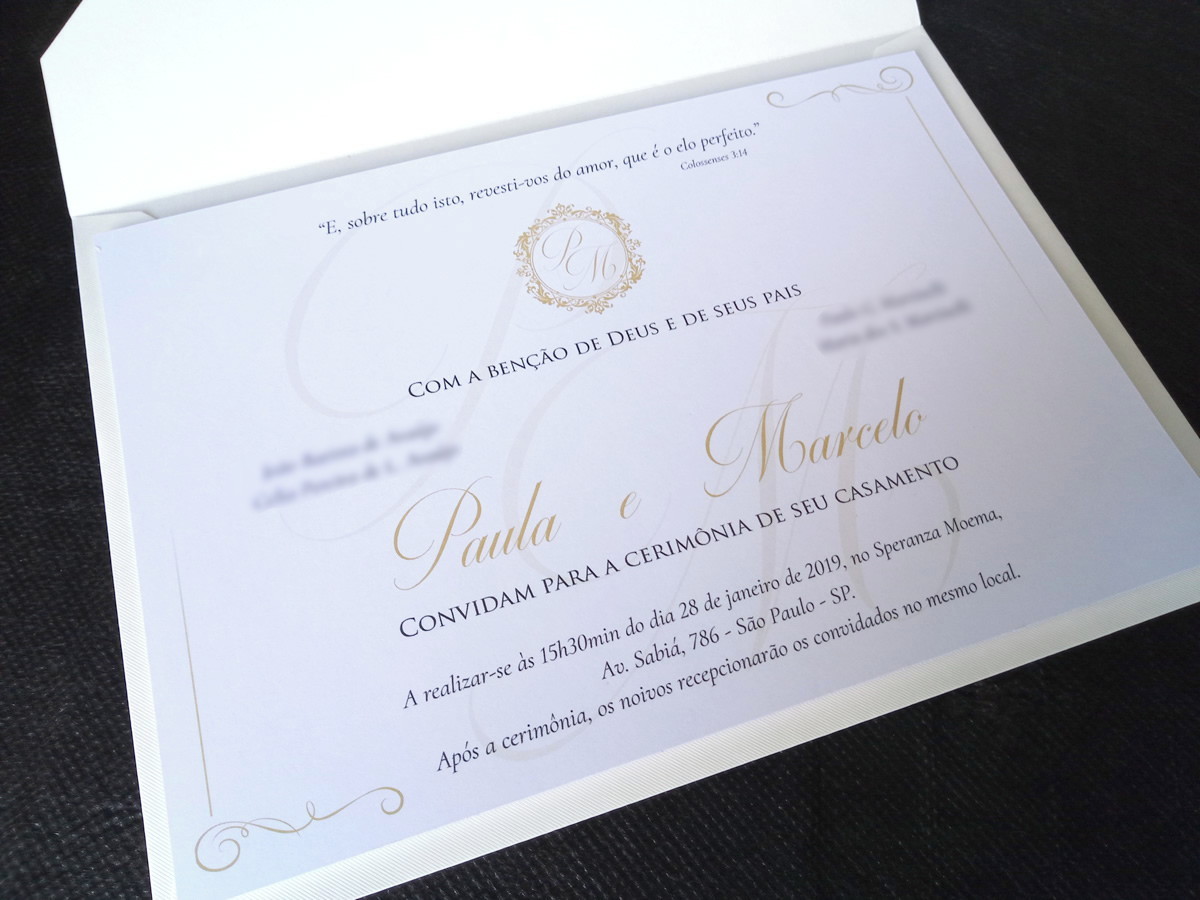 “E, sobre tudo isto, revesti-vos do amor, que é o elo perfeito.”
Colossenses 3:14
P M
COM A BENÇÃO DE DEUS E DE SEUS PAIS
Paula e Marcelo
CONVIDAM PARA A CERIMÔNIA DE SEU CASAMENTO
A realizar-se às 15h30min do dia 28 de janeiro de 2019, no Speranza Moema,
Av. Sabiá, 786 - São Paulo - SP.
Após a cerimônia, os noivos recepcionarão os convidados no mesmo local.